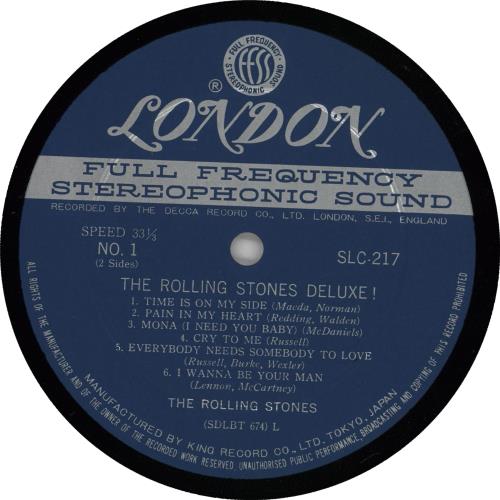 FULL FREQUENCY
STEREOPHONIC SOUND
FFSS
®
LONDON
FULL FREQUENCY
STEREOPHONIC SOUND
RECORDED BY THE DECCA RECORD CO., LTD. LONDON, S.E.I., ENGLAND
SPEED 33⅓
NO. 1
(2 Sides)
SLC-217
THE ROLLING STONES DELUXE!
1. TIME IS ON MY SIDE (Maeda, Norman)
2. PAIN IN MY HEART (Redding, Walden)
3. MONA (I NEED YOU BABY) (McDaniels)
4. CRY TO ME (Russell)
5. EVERYBODY NEEDS SOMEBODY TO LOVE
(Russell, Burke, Wexler)
6. I WANNA BE YOUR MAN
(Lennon, McCartney)
THE ROLLING STONES
(SDLBT 674) L
MANUFACTURED BY KING RECORD CO., LTD. TOKYO, JAPAN
ALL RIGHTS OF THE MANUFACTURER AND OF THE OWNER OF THE RECORDED WORK RESERVED. UNAUTHORISED PUBLIC PERFORMANCE, BROADCASTING AND COPYING OF THIS RECORD PROHIBITED